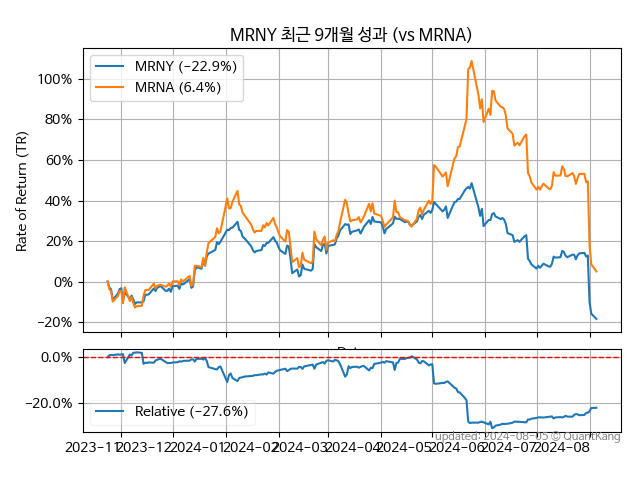 MRNY 최근 9개월 성과 (vs MRNA)
MRNY (−22.9%)
MRNA (6.4%)
Rate of Return (TR)
100%
80%
60%
40%
20%
0%
−20%
0.0%
−20.0%
Relative (−27.6%)
updated: 2024-08-05 © QuantKang
2023-11 2023-12 2024-01 2024-02 2024-03 2024-04 2024-05 2024-06 2024-07 2024-08